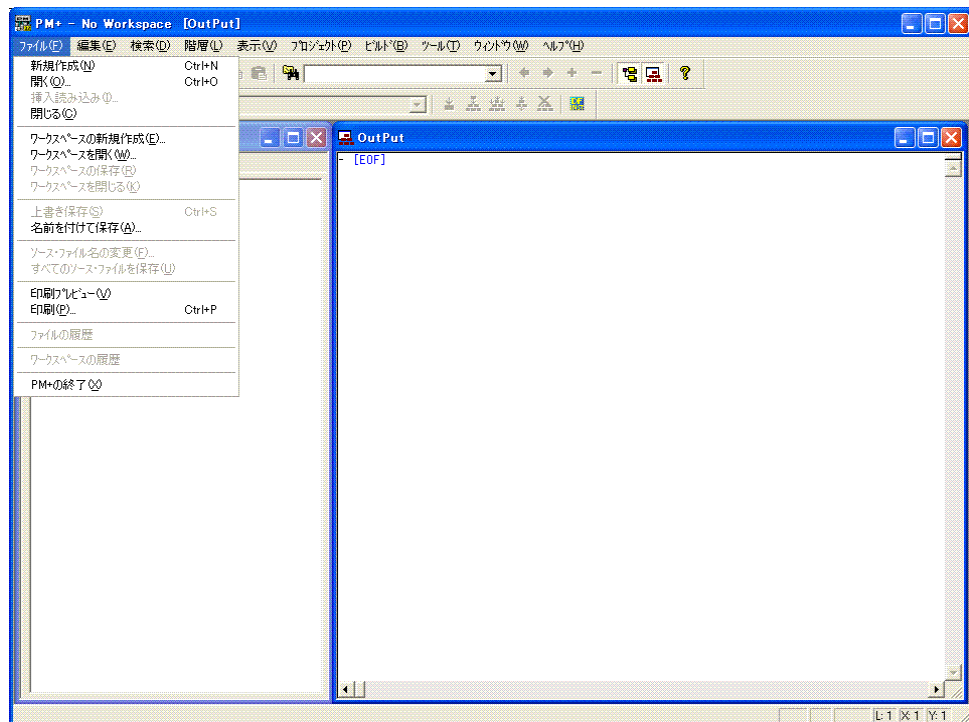 PM+ - No Workspace [OutPut]
ファイル(F) 編集(E) 検索(D) 階層(L) 表示(V) プロジェクト(P) ビルド(B) ツール(T) ウィンドウ(W) ヘルプ(H)
新規作成(N) Ctrl+N
開く(O)... Ctrl+O
挿入読み込み(I)...
閉じる(C)
ワークスペースの新規作成(E)...
ワークスペースを開く(W)...
ワークスペースの保存(R)
ワークスペースを閉じる(K)
上書き保存(S) Ctrl+S
名前を付けて保存(A)...
ソース・ファイル名の変更(F)...
すべてのソース・ファイルを保存(U)
印刷プレビュー(V)
印刷(P)... Ctrl+P
ファイルの履歴
ワークスペースの履歴
PM+の終了(X)
OutPut
[EOF]
L:1 X:1 Y:1